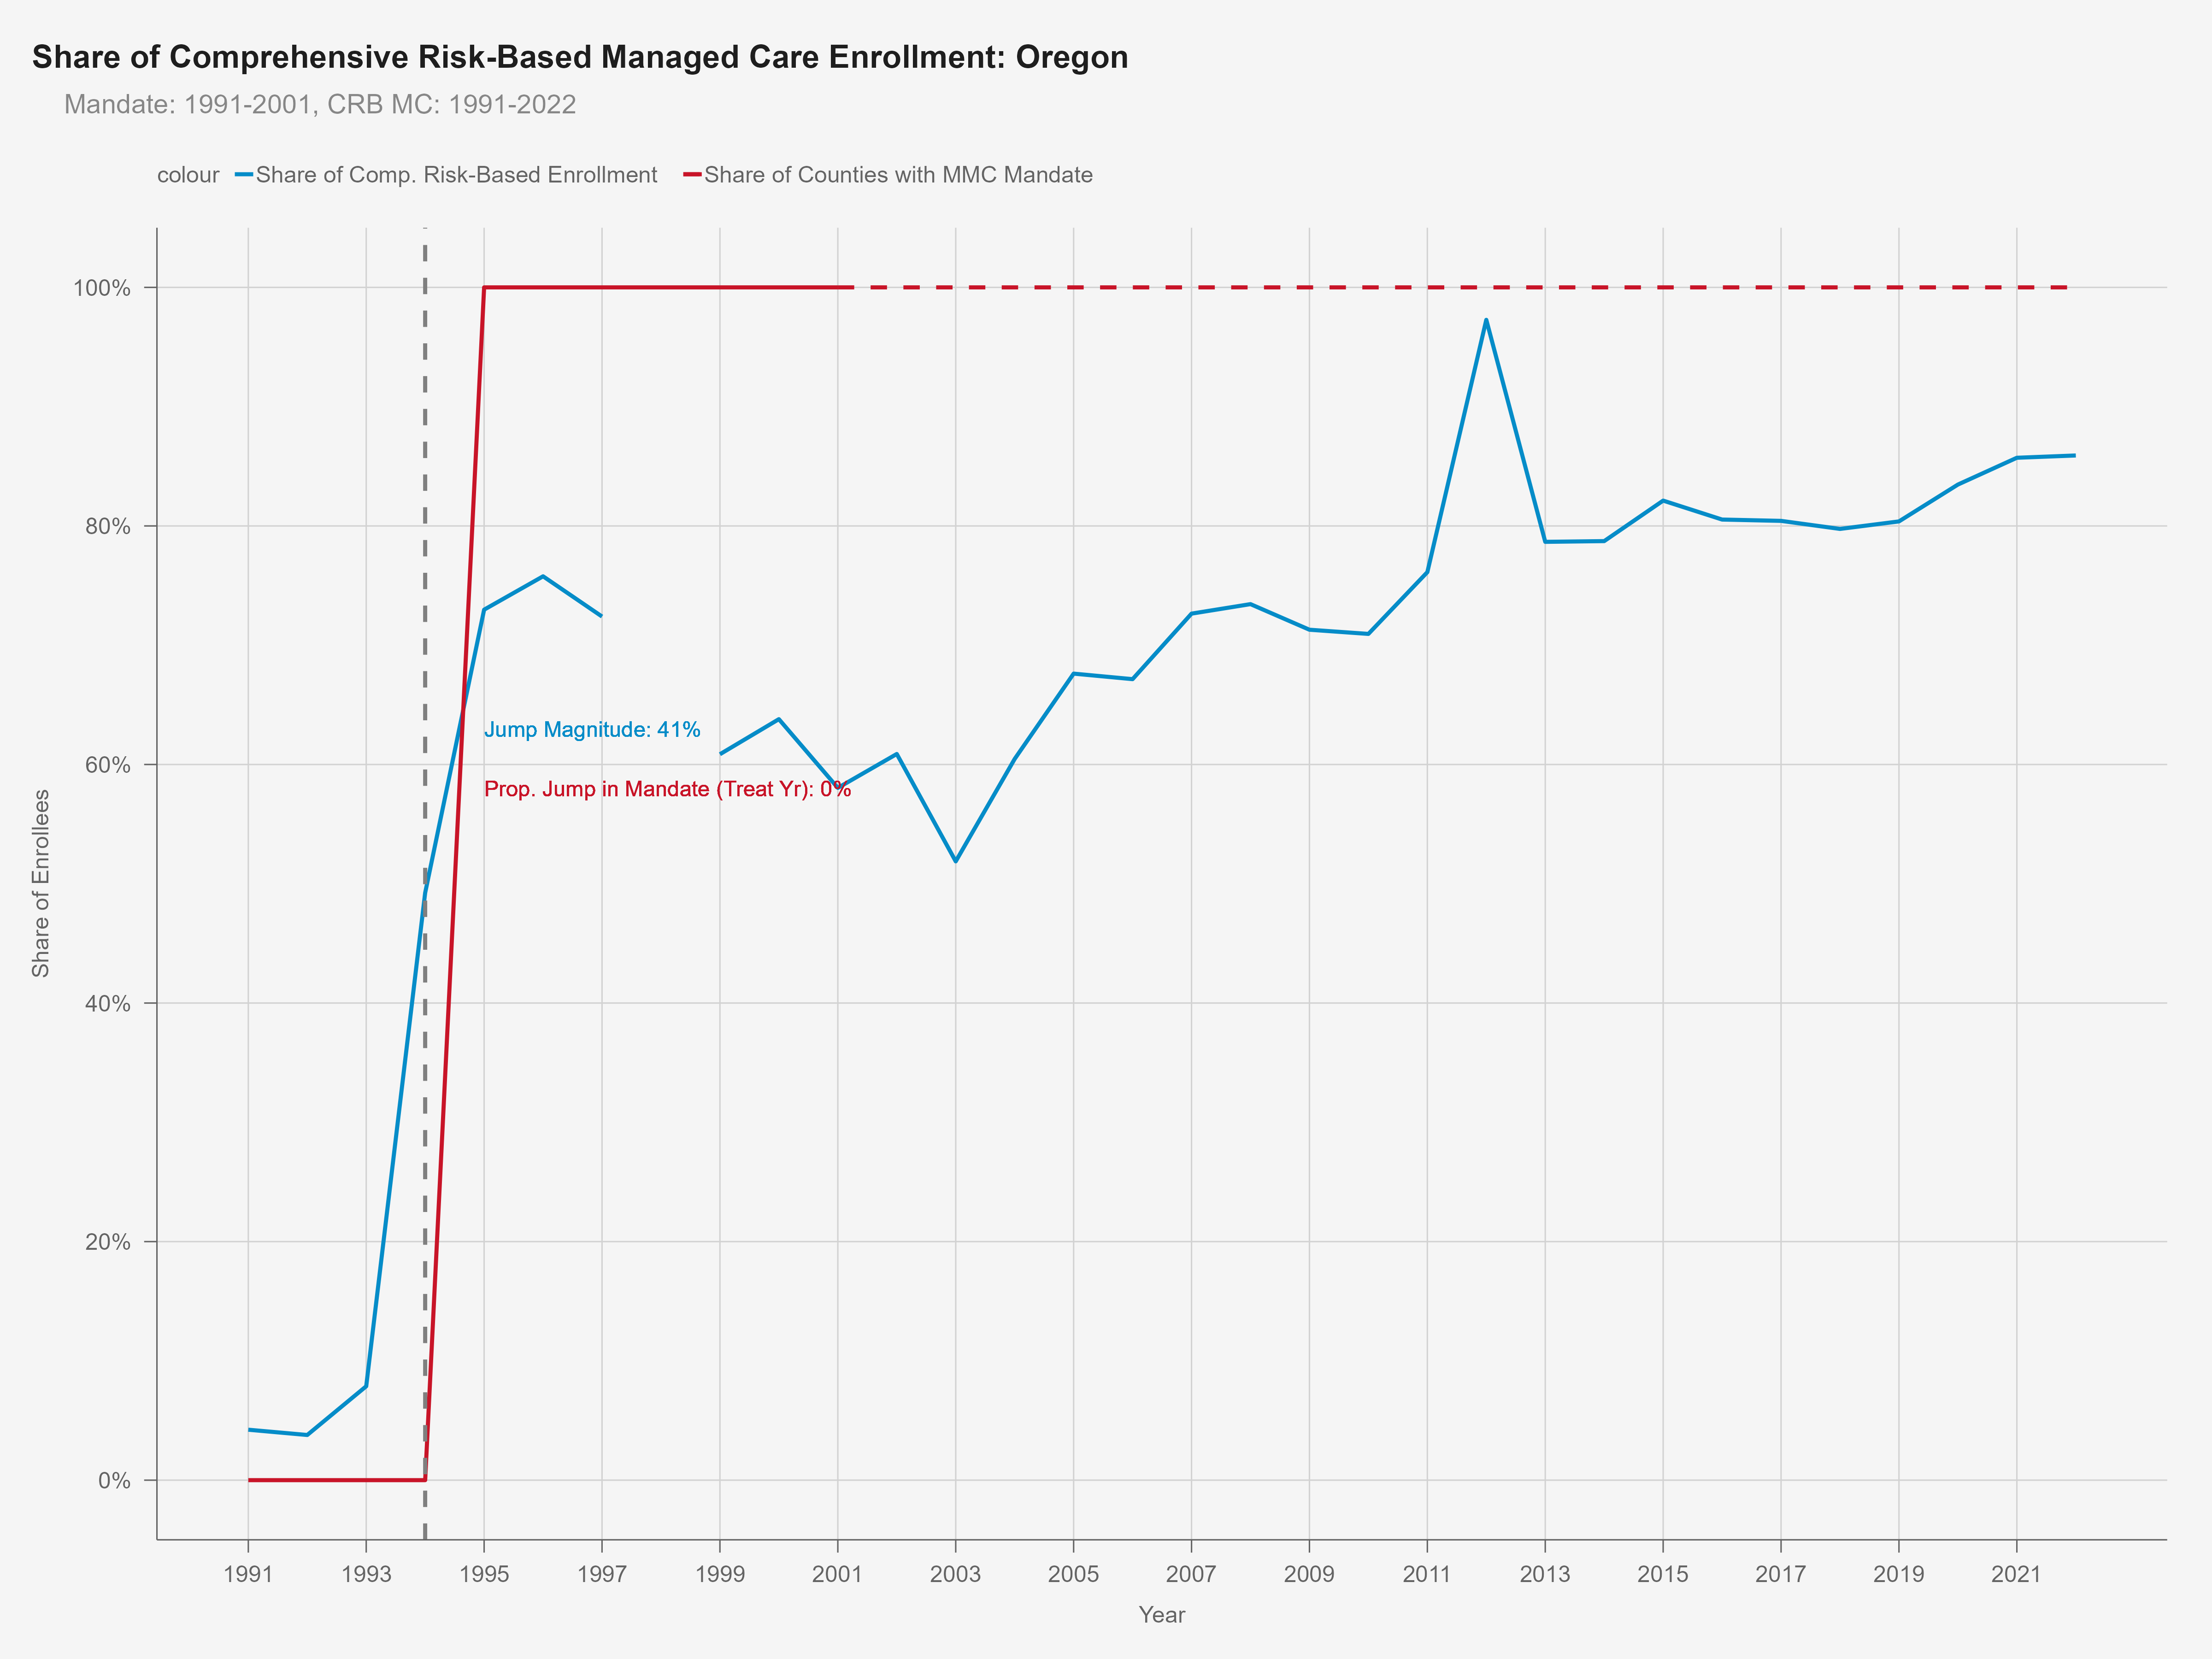 Share of Comprehensive Risk-Based Managed Care Enrollment: Oregon
Mandate: 1991-2001, CRB MC: 1991-2022
colour Share of Comp. Risk-Based Enrollment Share of Counties with MMC Mandate
Share of Enrollees
100%
80%
60%
40%
20%
0%
Jump Magnitude: 41%
Prop. Jump in Mandate (Treat Yr): 0%
1991 1993 1995 1997 1999 2001 2003 2005 2007 2009 2011 2013 2015 2017 2019 2021
Year